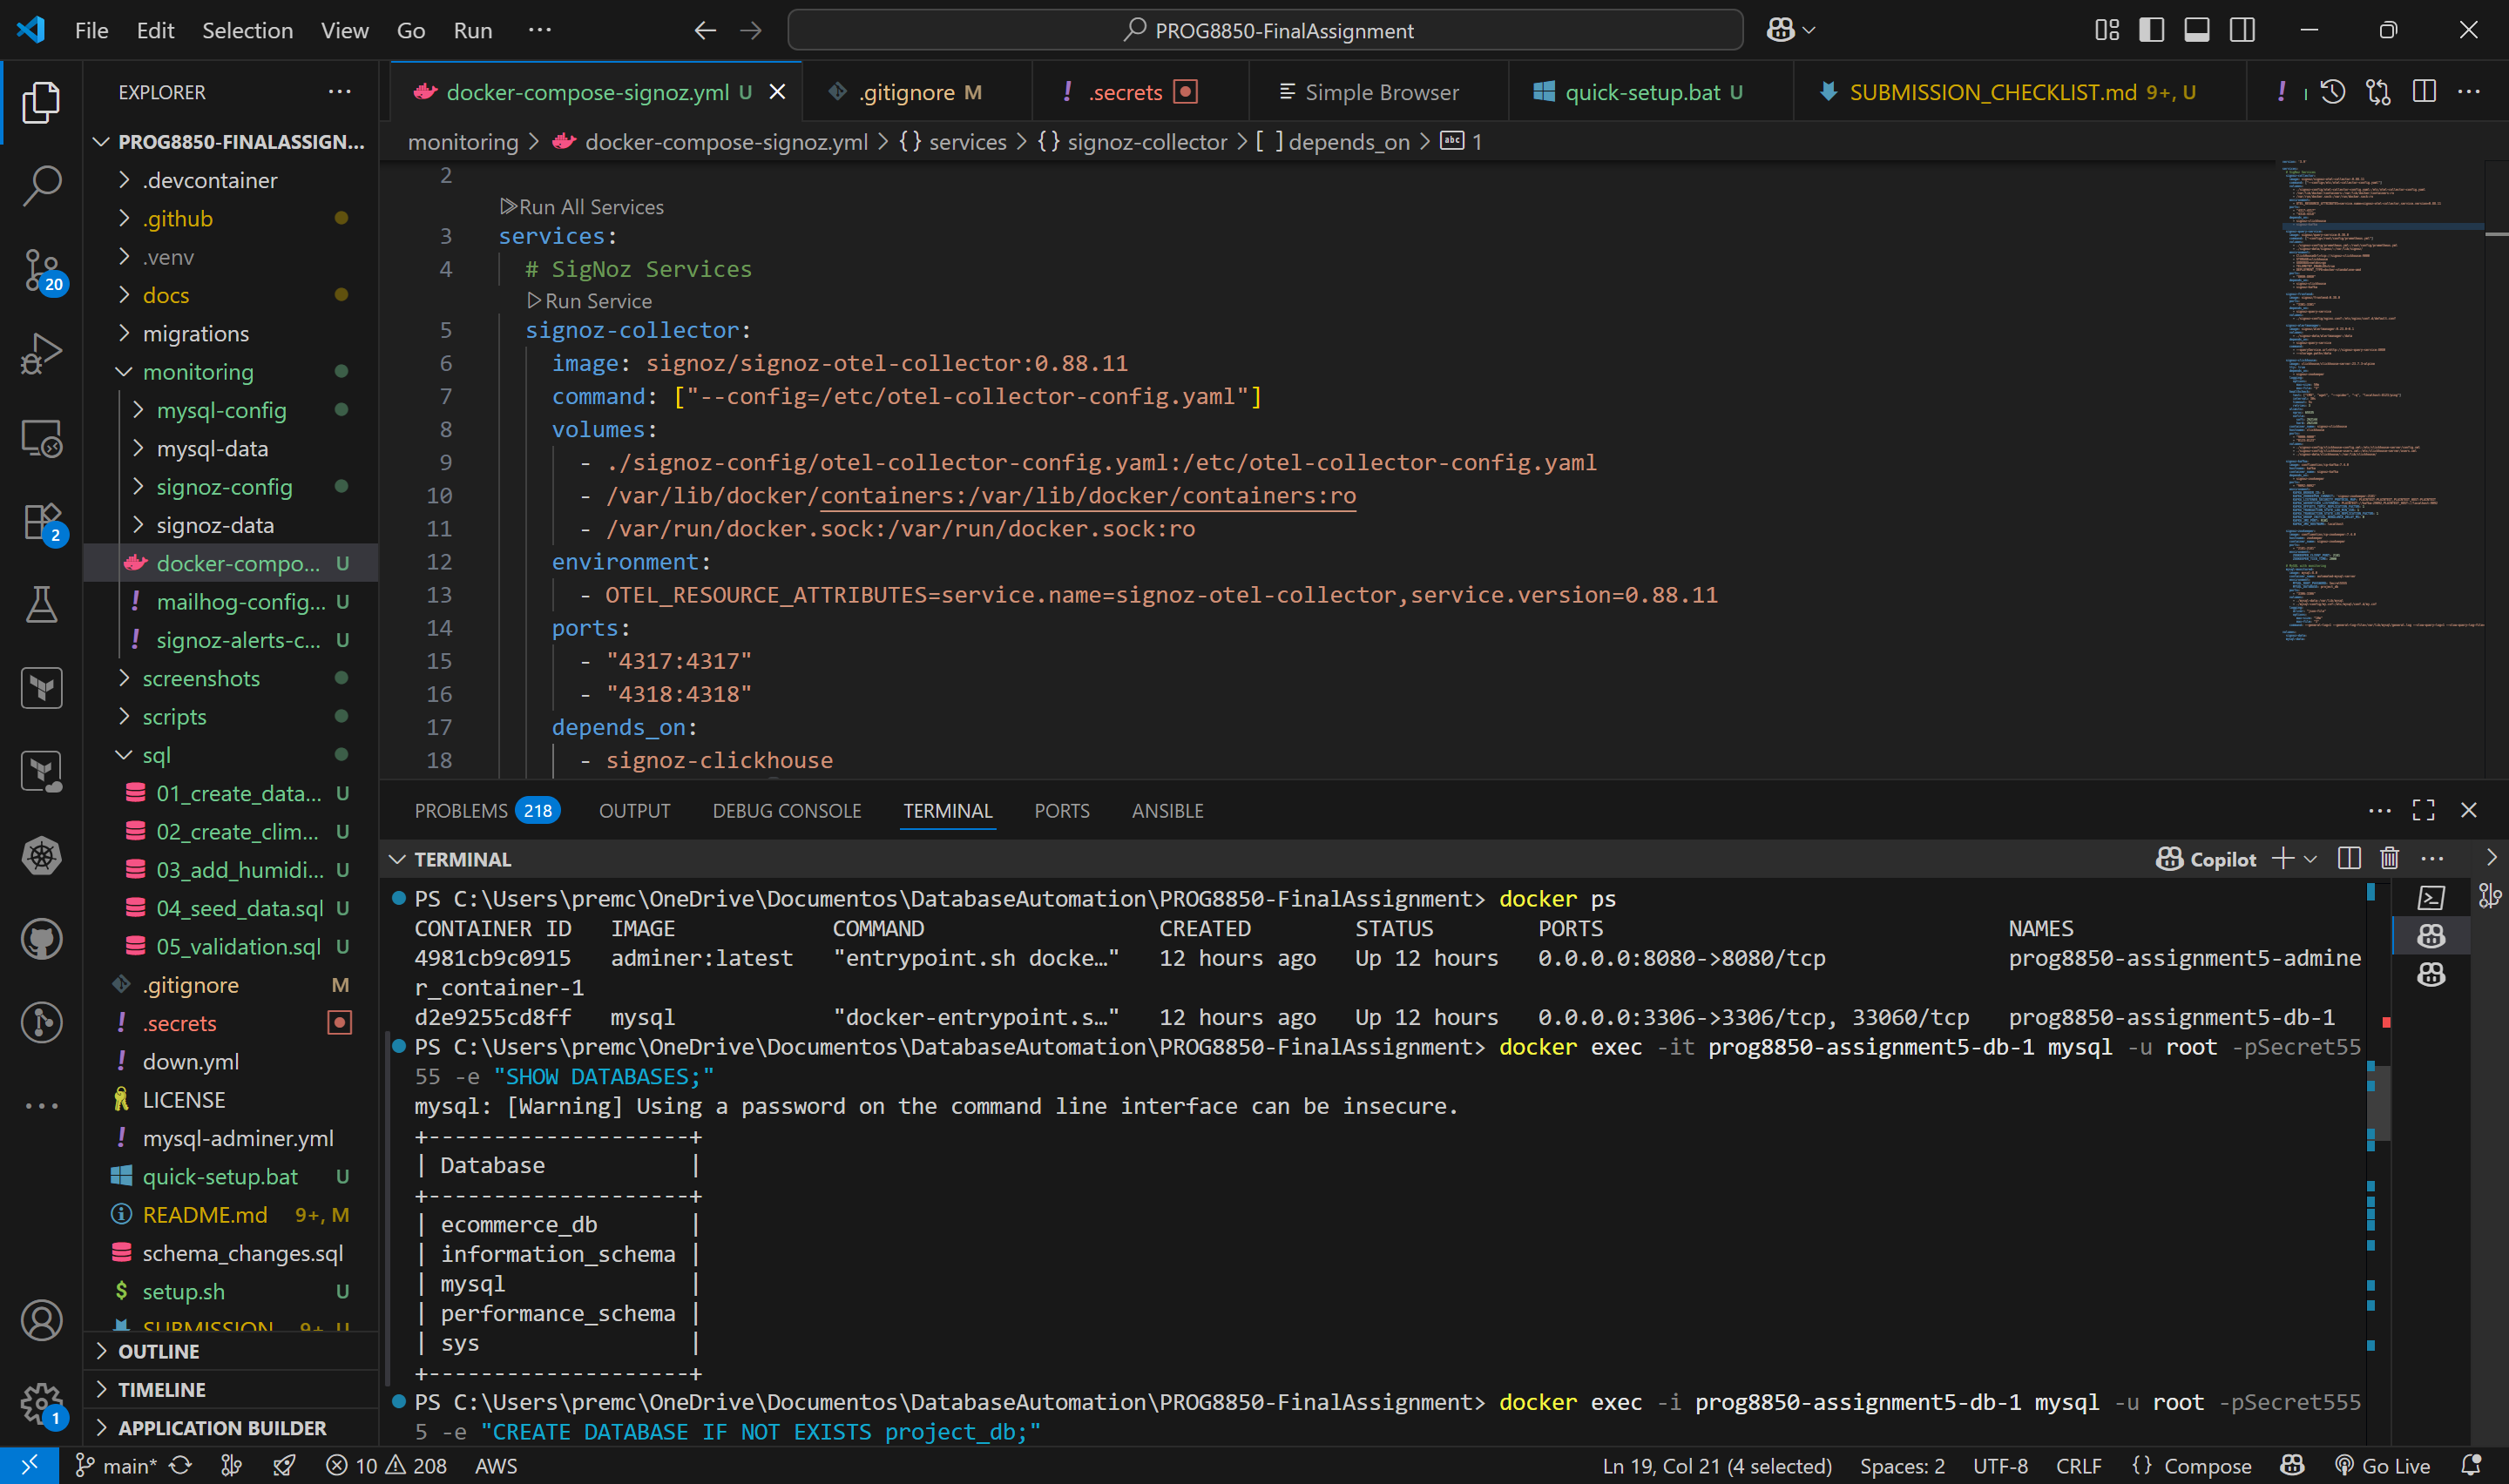 File Edit Selection View Go Run ···
PROG8850-FinalAssignment
EXPLORER
PROG8850-FINALASSIGN...
.devcontainer
.github
.venv
docs
migrations
monitoring
mysql-config
mysql-data
signoz-config
signoz-data
docker-compo... U
mailhog-config... U
signoz-alerts-c... U
screenshots
scripts
sql
01_create_data... U
02_create_clim... U
03_add_humidi... U
04_seed_data.sql U
05_validation.sql U
.gitignore M
.secrets
down.yml
LICENSE
mysql-adminer.yml
quick-setup.bat U
README.md 9+, M
schema_changes.sql
setup.sh U
SUBMISSION 9+ U
OUTLINE
TIMELINE
APPLICATION BUILDER
20
2
1
docker-compose-signoz.yml U
.gitignore M
.secrets
Simple Browser
quick-setup.bat U
SUBMISSION_CHECKLIST.md 9+, U
monitoring > docker-compose-signoz.yml > {} services > {} signoz-collector > [ ] depends_on > abc 1
2
Run All Services
3 services:
4 # SigNoz Services
Run Service
5 signoz-collector:
6 image: signoz/signoz-otel-collector:0.88.11
7 command: ["--config=/etc/otel-collector-config.yaml"]
8 volumes:
9 - ./signoz-config/otel-collector-config.yaml:/etc/otel-collector-config.yaml
10 - /var/lib/docker/containers:/var/lib/docker/containers:ro
11 - /var/run/docker.sock:/var/run/docker.sock:ro
12 environment:
13 - OTEL_RESOURCE_ATTRIBUTES=service.name=signoz-otel-collector,service.version=0.88.11
14 ports:
15 - "4317:4317"
16 - "4318:4318"
17 depends_on:
18 - signoz-clickhouse
PROBLEMS 218 OUTPUT DEBUG CONSOLE TERMINAL PORTS ANSIBLE
TERMINAL
Copilot
PS C:\Users\premc\OneDrive\Documentos\DatabaseAutomation\PROG8850-FinalAssignment> docker ps
CONTAINER ID IMAGE COMMAND CREATED STATUS PORTS NAMES
4981cb9c0915 adminer:latest "entrypoint.sh docke…" 12 hours ago Up 12 hours 0.0.0.0:8080->8080/tcp prog8850-assignment5-admine
r_container-1
d2e9255cd8ff mysql "docker-entrypoint.s…" 12 hours ago Up 12 hours 0.0.0.0:3306->3306/tcp, 33060/tcp prog8850-assignment5-db-1
PS C:\Users\premc\OneDrive\Documentos\DatabaseAutomation\PROG8850-FinalAssignment> docker exec -it prog8850-assignment5-db-1 mysql -u root -pSecret55
55 -e "SHOW DATABASES;"
mysql: [Warning] Using a password on the command line interface can be insecure.
+--------------------+
| Database |
+--------------------+
| ecommerce_db |
| information_schema |
| mysql |
| performance_schema |
| sys |
+--------------------+
PS C:\Users\premc\OneDrive\Documentos\DatabaseAutomation\PROG8850-FinalAssignment> docker exec -i prog8850-assignment5-db-1 mysql -u root -pSecret555
5 -e "CREATE DATABASE IF NOT EXISTS project_db;"
main* 10 208 AWS
Ln 19, Col 21 (4 selected) Spaces: 2 UTF-8 CRLF {} Compose Go Live